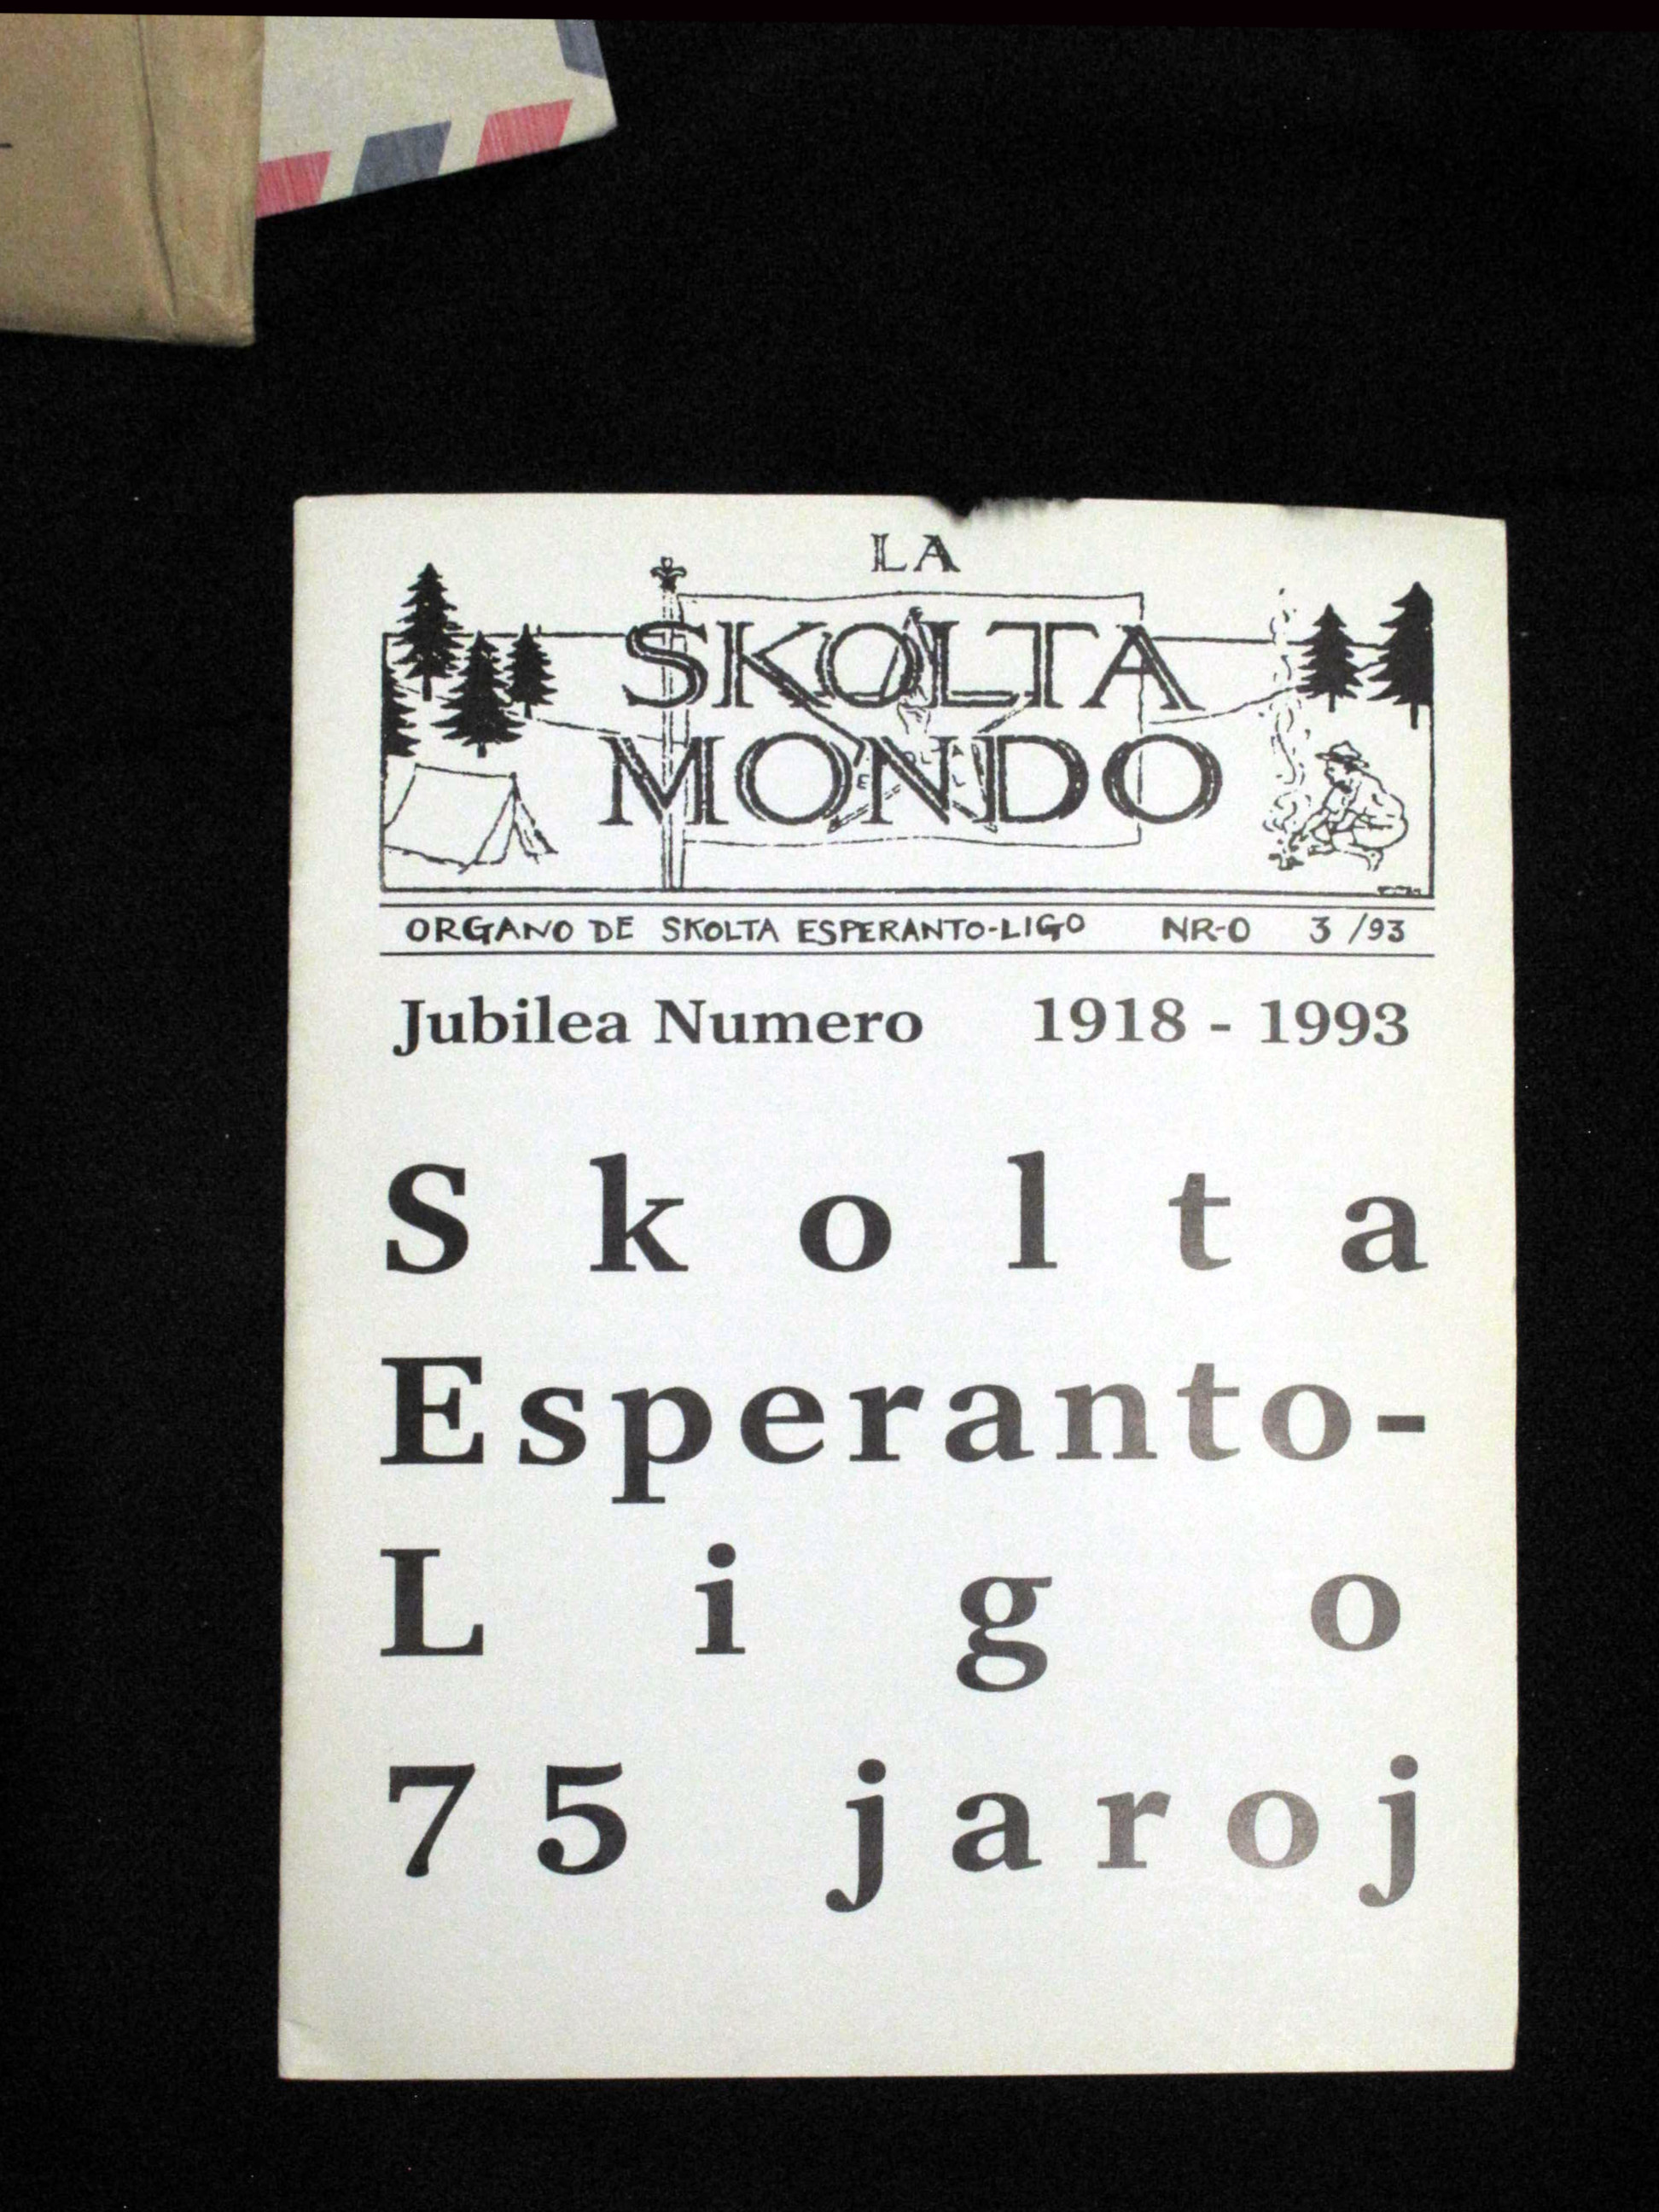 LA
SKOLTA
MONDO
ORGANO DE SKOLTA ESPERANTO-LIGO NR-O 3/93
Jubilea Numero 1918 - 1993
Skolta
Esperanto-
Ligo
75 jaroj